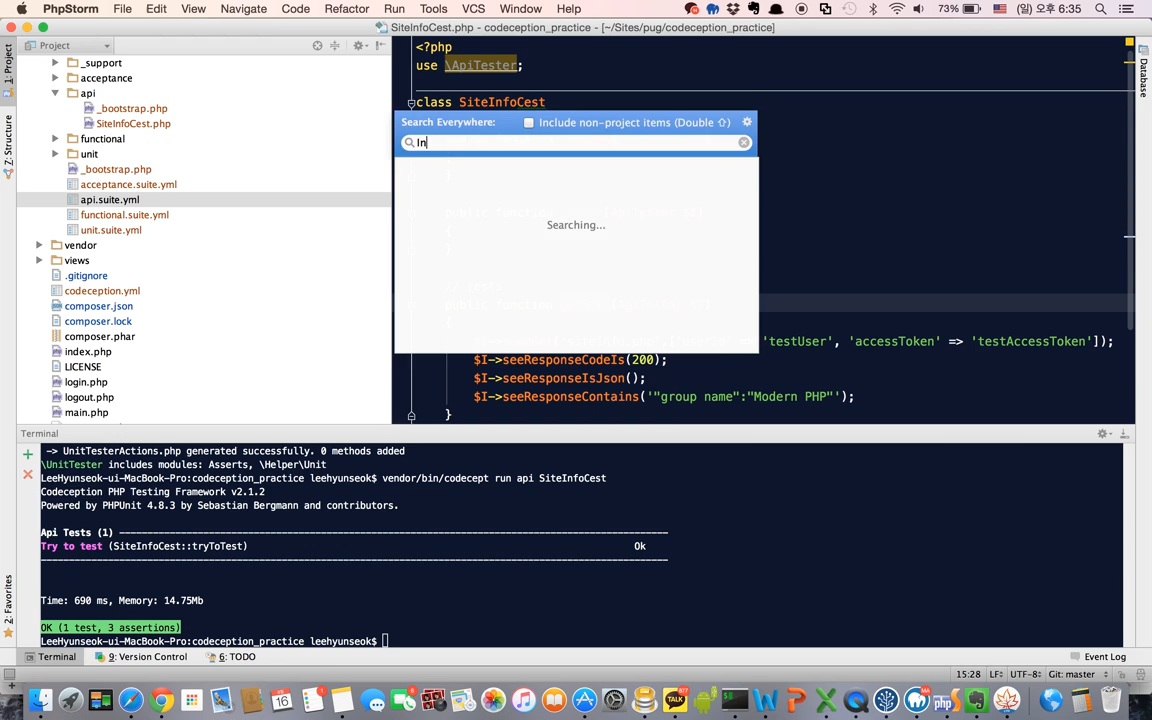 PhpStorm File Edit View Navigate Code Refactor Run Tools VCS Window Help 73% (일) 오후 6:35
SiteInfoCest.php - codeception_practice - [~/Sites/pug/codeception_practice]
Project
1: Project
Z: Structure
2: Favorites
Database
_support
acceptance
api
_bootstrap.php
SiteInfoCest.php
functional
unit
_bootstrap.php
acceptance.suite.yml
api.suite.yml
functional.suite.yml
unit.suite.yml
vendor
views
.gitignore
codeception.yml
composer.json
composer.lock
composer.phar
index.php
LICENSE
login.php
logout.php
main.php
<?php
use \ApiTester;
class SiteInfoCest
Search Everywhere: Include non-project items (Double ⇧)
In
Searching...
'testUser', 'accessToken' => 'testAccessToken']);
$I->seeResponseCodeIs(200);
$I->seeResponseIsJson();
$I->seeResponseContains('"group name":"Modern PHP"');
}
Terminal
-> UnitTesterActions.php generated successfully. 0 methods added
\UnitTester includes modules: Asserts, \Helper\Unit
LeeHyunseok-ui-MacBook-Pro:codeception_practice leehyunseok$ vendor/bin/codecept run api SiteInfoCest
Codeception PHP Testing Framework v2.1.2
Powered by PHPUnit 4.8.3 by Sebastian Bergmann and contributors.
Api Tests (1)
Try to test (SiteInfoCest::tryToTest) Ok
Time: 690 ms, Memory: 14.75Mb
OK (1 test, 3 assertions)
LeeHyunseok-ui-MacBook-Pro:codeception_practice leehyunseok$
Terminal 9: Version Control 6: TODO Event Log
15:28 LF÷ UTF-8÷ Git: master